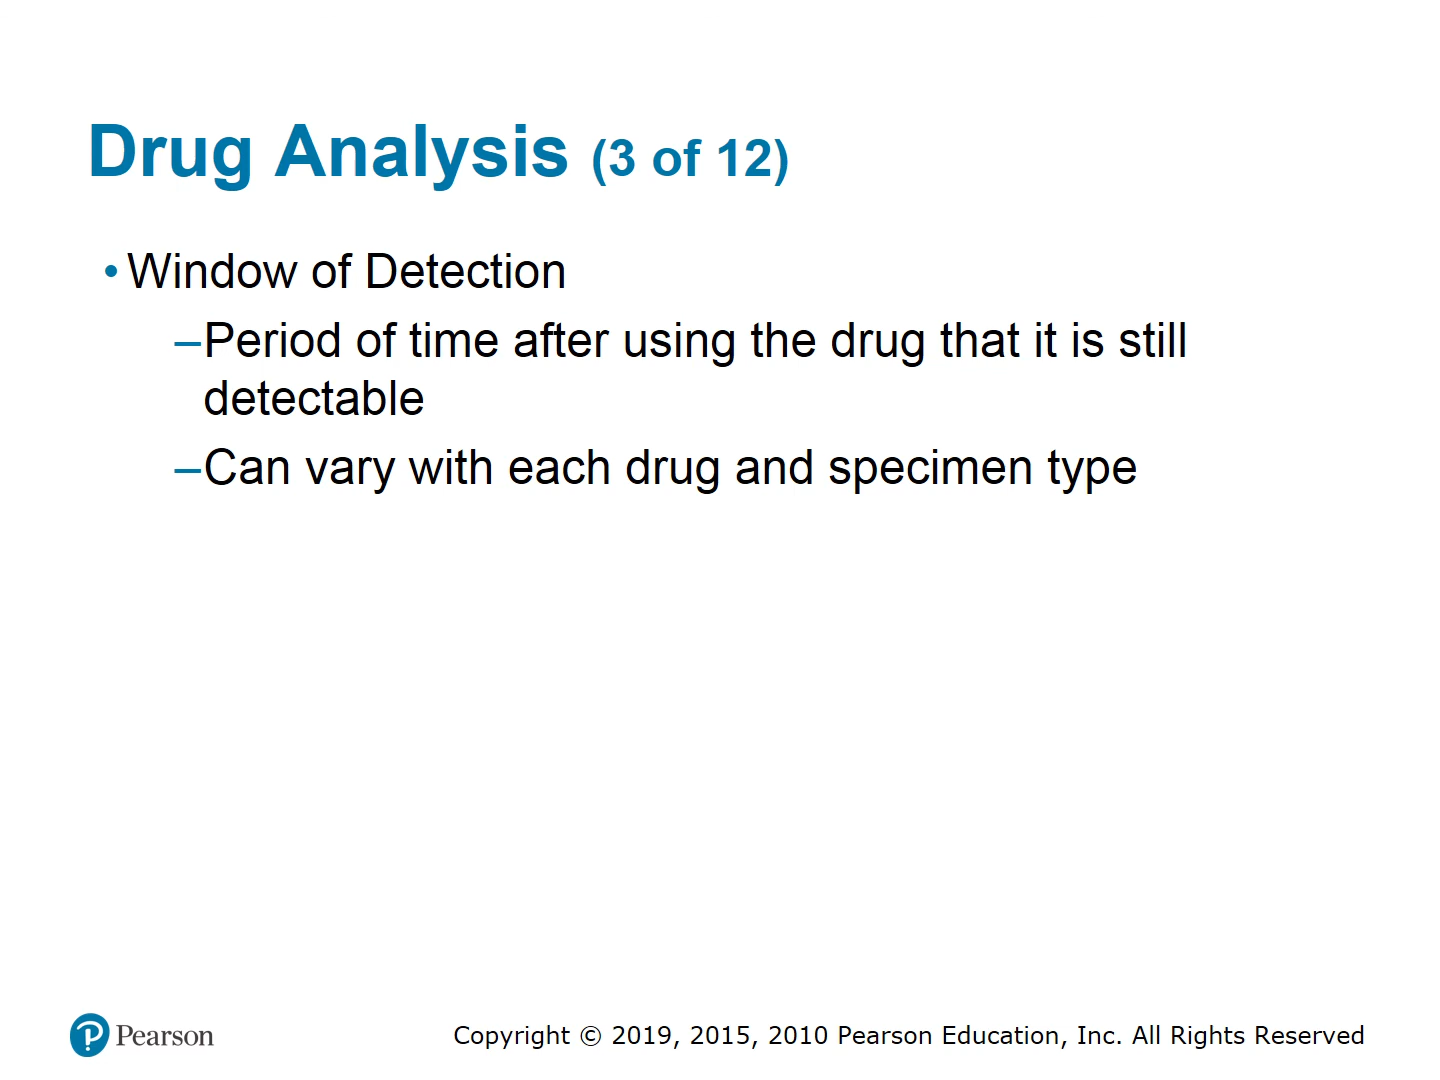 Drug Analysis (3 of 12)
• Window of Detection
–Period of time after using the drug that it is still
detectable
–Can vary with each drug and specimen type
Pearson
Copyright © 2019, 2015, 2010 Pearson Education, Inc. All Rights Reserved